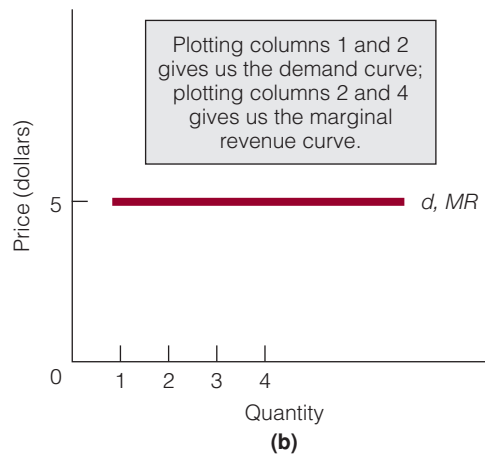 Plotting columns 1 and 2
gives us the demand curve;
plotting columns 2 and 4
gives us the marginal
revenue curve.
Price (dollars)
5
d, MR
0
1 2 3 4
Quantity
(b)